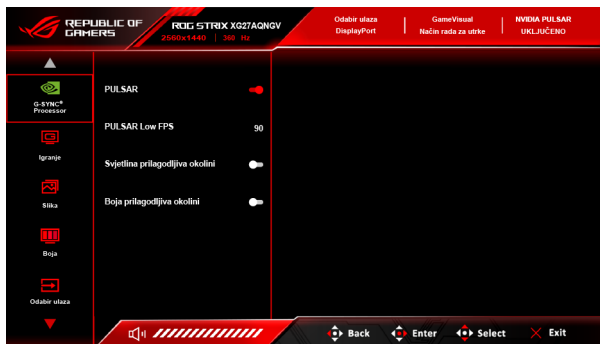 REPUBLIC OF
GAMERS
ROG STRIX XG27AQNGV
2560x1440 | 360 Hz
Odabir ulaza
DisplayPort
GameVisual
Način rada za utrke
NVIDIA PULSAR
UKLJUČENO
G-SYNC®
Processor
Igranje
Slika
Boja
Odabir ulaza
PULSAR
PULSAR Low FPS 90
Svjetlina prilagodljiva okolini
Boja prilagodljiva okolini
Back Enter Select Exit